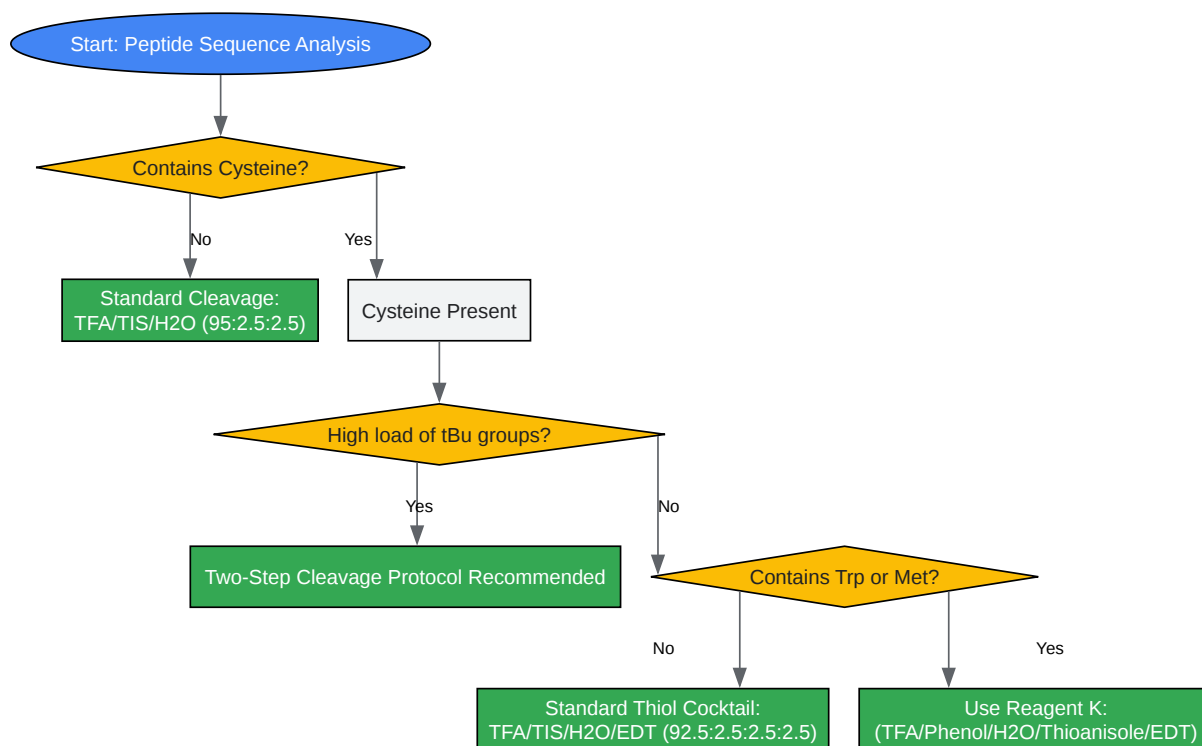 Start: Peptide Sequence Analysis
Contains Cysteine?
No
Yes
Standard Cleavage:
TFA/TIS/H2O (95:2.5:2.5)
Cysteine Present
High load of tBu groups?
Yes
No
Two-Step Cleavage Protocol Recommended
Contains Trp or Met?
No
Yes
Standard Thiol Cocktail:
TFA/TIS/H2O/EDT (92.5:2.5:2.5:2.5)
Use Reagent K:
(TFA/Phenol/H2O/Thioanisole/EDT)